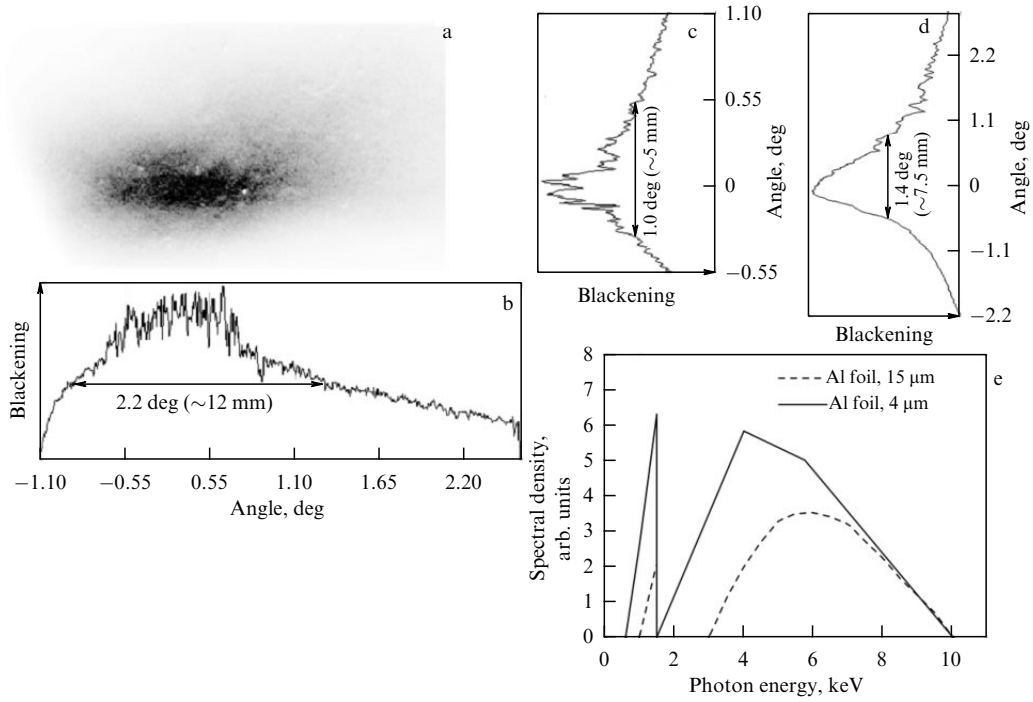 a
b
Blackening
2.2 deg (∼12 mm)
−1.10 −0.55 0.55 1.10 1.65 2.20
Angle, deg
c
1.10
0.55
0
−0.55
Angle, deg
1.0 deg (∼5 mm)
Blackening
d
2.2
1.1
0
−1.1
−2.2
Angle, deg
1.4 deg
(∼7.5 mm)
Blackening
e
8
7
6
5
4
3
2
1
0
Spectral density,
arb. units
Al foil, 15 μm
Al foil, 4 μm
0 2 4 6 8 10
Photon energy, keV